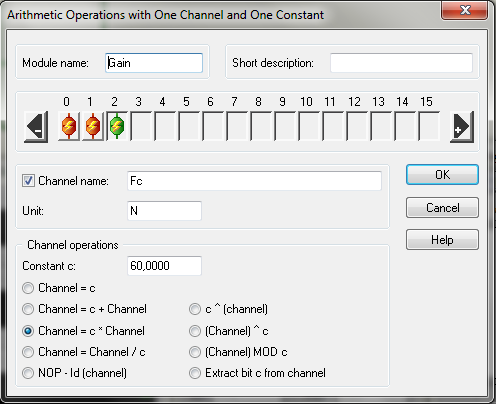 Arithmetic Operations with One Channel and One Constant
Module name: Gain Short description:
0 1 2 3 4 5 6 7 8 9 10 11 12 13 14 15
- +
Channel name: Fc
OK
Unit: N
Cancel
Help
Channel operations
Constant c: 60,0000
Channel = c
Channel = c + Channel c ^ (channel)
Channel = c * Channel (Channel) ^ c
Channel = Channel / c (Channel) MOD c
NOP - Id (channel) Extract bit c from channel